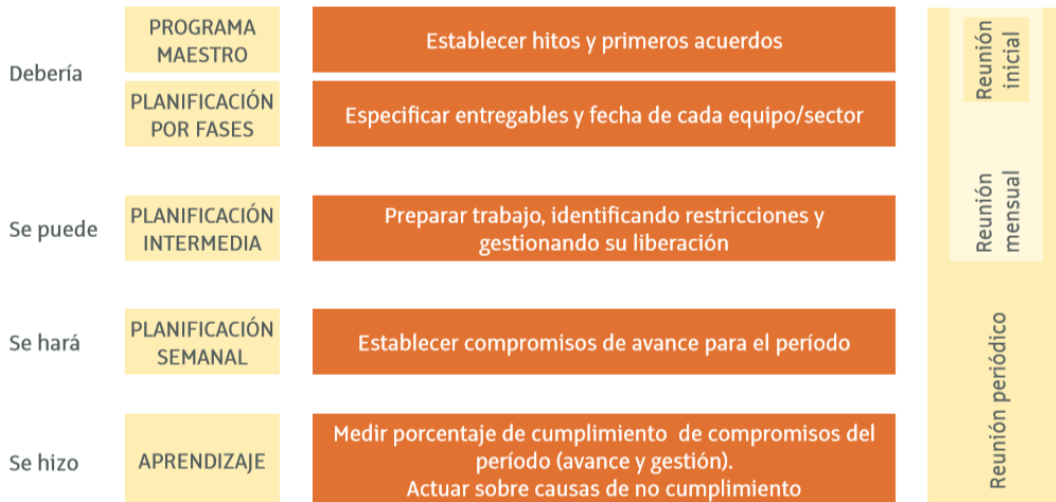 Debería
PROGRAMA
MAESTRO
Establecer hitos y primeros acuerdos
PLANIFICACIÓN
POR FASES
Especificar entregables y fecha de cada equipo/sector
Se puede
PLANIFICACIÓN
INTERMEDIA
Preparar trabajo, identificando restricciones y
gestionando su liberación
Se hará
PLANIFICACIÓN
SEMANAL
Establecer compromisos de avance para el período
Se hizo
APRENDIZAJE
Medir porcentaje de cumplimiento de compromisos del
período (avance y gestión).
Actuar sobre causas de no cumplimiento
Reunión
inicial
Reunión
mensual
Reunión periódico